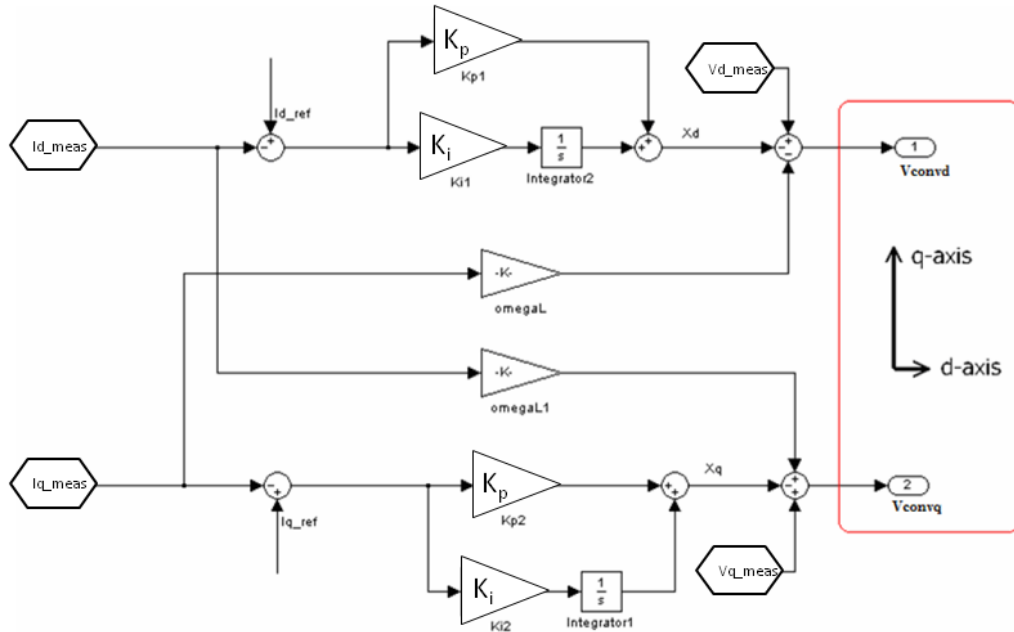 Kp
Kp1
Vd_meas
Id_ref
Id_meas
Ki
1
s
Xd
1
Ki1
Integrator2
Vconvd
-K-
omegaL
q-axis
-K-
omegaL1
d-axis
Iq_meas
Kp
Xq
2
Iq_ref
Kp2
Vconvq
Ki
1
s
Vq_meas
Ki2
Integrator1